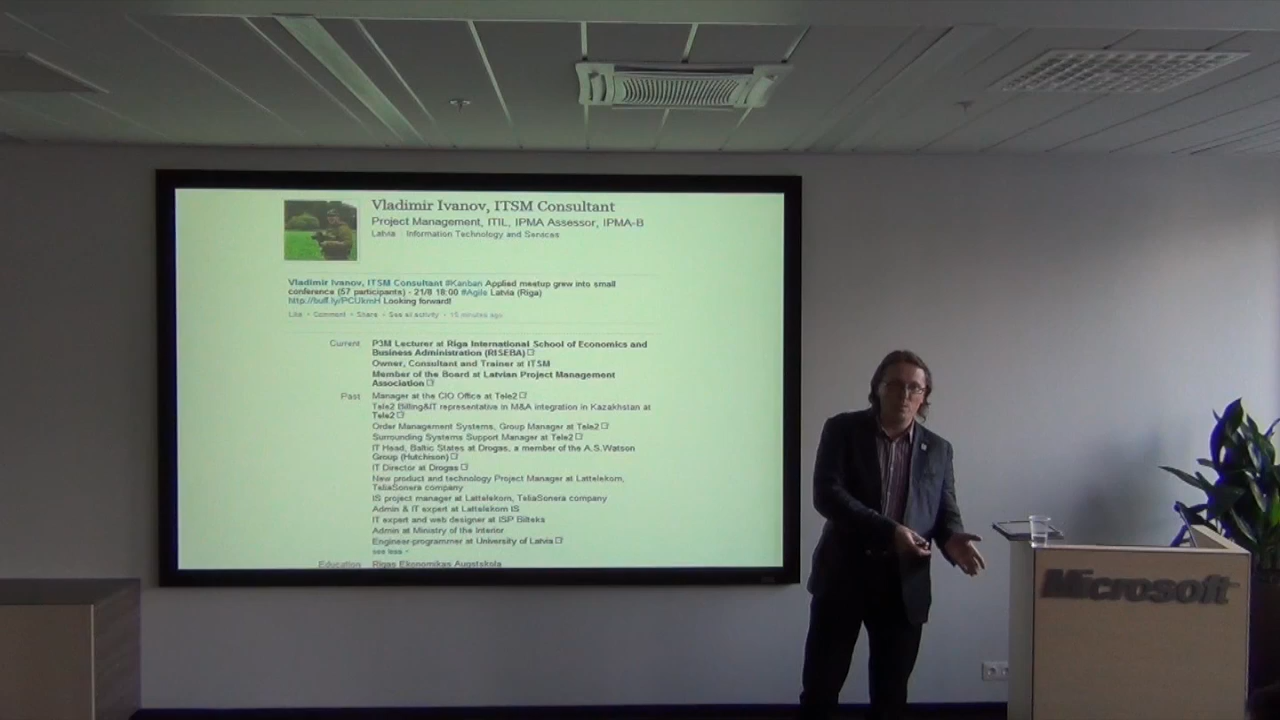 Vladimir Ivanov, ITSM Consultant
Project Management, ITIL, IPMA Assessor, IPMA-B
Latvia | Information Technology and Services
Vladimir Ivanov, ITSM Consultant #Kanban Applied meetup grew into small
conference (57 participants) - 21/8 18:00 #Agile Latvia (Riga)
http://buff.ly/PCUkmH Looking forward!
Like • Comment • Share • See all activity • 15 minutes ago
Current P3M Lecturer at Riga International School of Economics and
Business Administration (RISEBA)
Owner, Consultant and Trainer at ITSM
Member of the Board at Latvian Project Management
Association
Past Manager at the CIO Office at Tele2
Tele2 Billing&IT representative in M&A integration in Kazakhstan at
Tele2
Order Management Systems, Group Manager at Tele2
Surrounding Systems Support Manager at Tele2
IT Head, Baltic States at Drogas, a member of the A.S.Watson
Group (Hutchison)
IT Director at Drogas
New product and technology Project Manager at Lattelekom,
TeliaSonera company
IS project manager at Lattelekom, TeliaSonera company
Admin & IT expert at Lattelekom IS
IT expert and web designer at ISP Bilteks
Admin at Ministry of the Interior
Engineer-programmer at University of Latvia
see less
Education Rigas Ekonomikas Augstskola
Microsoft